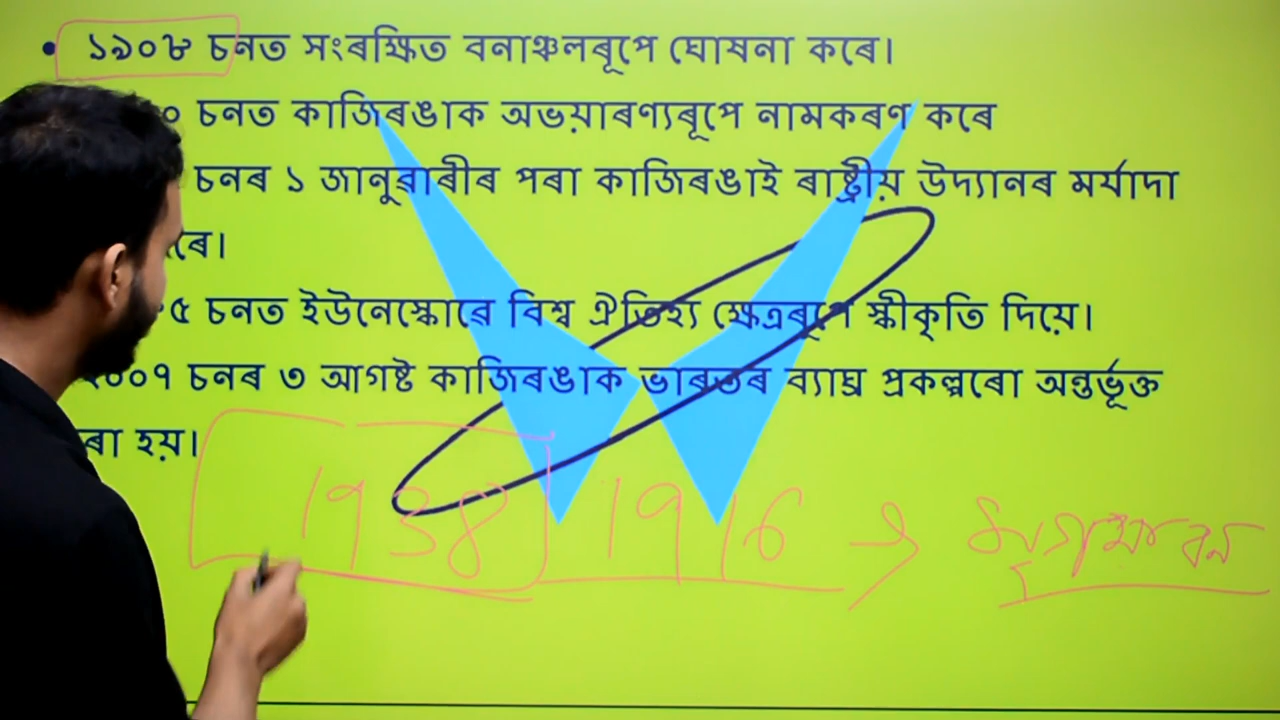 • ১৯০৮ চনত সংৰক্ষিত বনাঞ্চলৰূপে ঘোষনা কৰে।
০ চনত কাজিৰঙাক অভয়াৰণ্যৰূপে নামকৰণ কৰে
চনৰ ১ জানুৱাৰীৰ পৰা কাজিৰঙাই ৰাষ্ট্ৰীয় উদ্যানৰ মৰ্যাদা
ৰে।
৫ চনত ইউনেস্কোৱে বিশ্ব ঐতিহ্য ক্ষেত্ৰৰূপে স্কীকৃতি দিয়ে।
২০০৭ চনৰ ৩ আগষ্ট কাজিৰঙাক ভাৰতৰ ব্যাঘ্ৰ প্ৰকল্পৰো অন্তৰ্ভূক্ত
ৰা হয়।
1938 1916 →